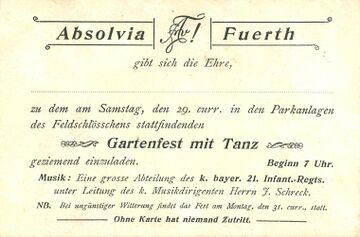 Absolvia Fuerth
gibt sich die Ehre,
zu dem am Samstag, den 29. curr. in den Parkanlagen
des Feldschlösschens stattfindenden
Gartenfest mit Tanz
geziemend einzuladen. Beginn 7 Uhr.
Musik: Eine grosse Abteilung des k. bayer. 21. Infant.-Regts.
unter Leitung des k. Musikdirigenten Herrn J. Schreck.
NB. Bei ungünstiger Witterung findet das Fest am Montag, den 31. curr., statt.
Ohne Karte hat niemand Zutritt.